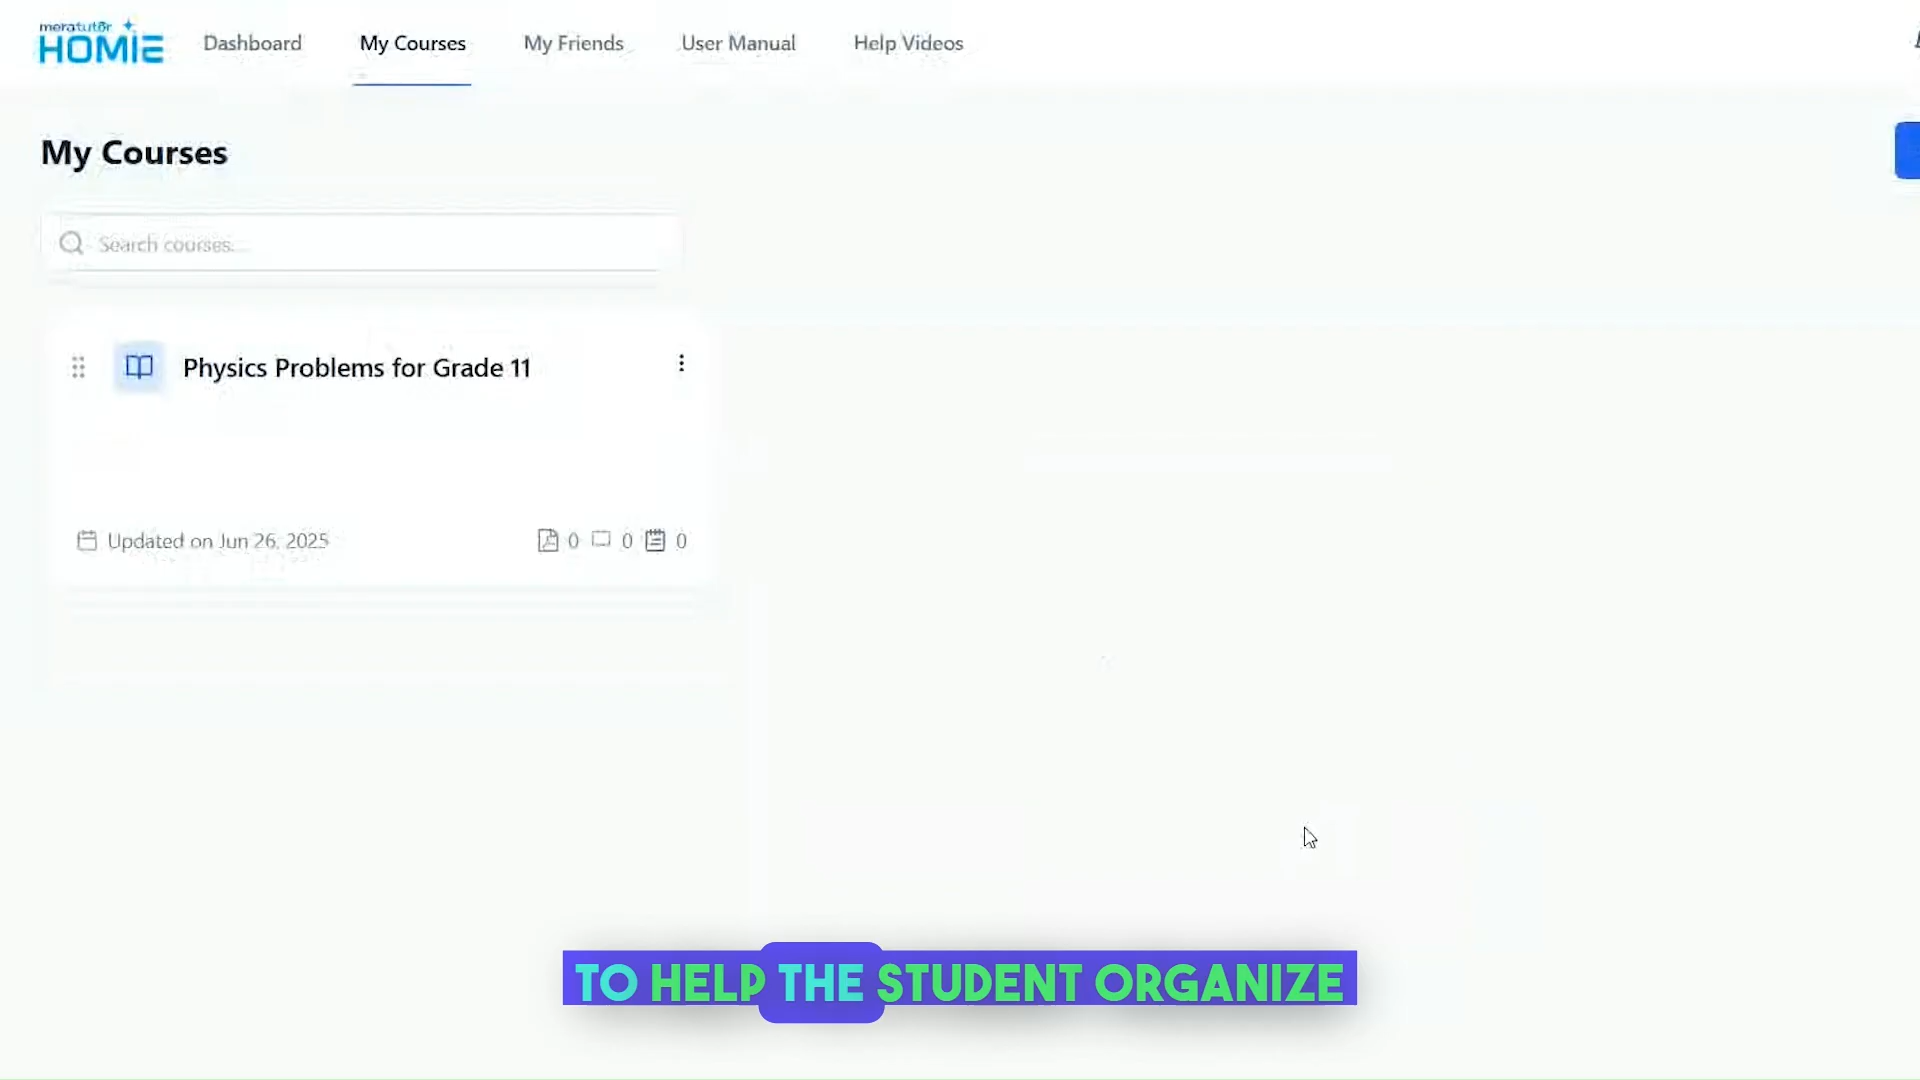 meratutor
HOMIE
Dashboard
My Courses
My Friends
User Manual
Help Videos
My Courses
Search courses...
Physics Problems for Grade 11
Updated on Jun 26, 2025
0
0
0
TO HELP THE STUDENT ORGANIZE